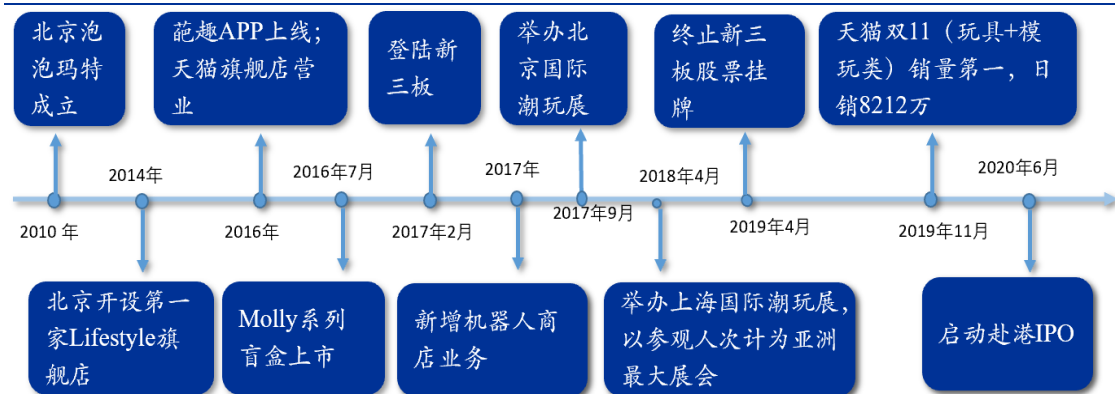 北京泡
泡玛特
成立
葩趣APP上线；
天猫旗舰店营
业
登陆新
三板
举办北
京国际
潮玩展
终止新三
板股票挂
牌
天猫双11（玩具+模
玩类）销量第一，日
销8212万
2014年
2016年7月
2017年
2018年4月
2020年6月
2010 年
2016年
2017年2月
2017年9月
2019年4月
2019年11月
北京开设第一
家Lifestyle旗
舰店
Molly系列
盲盒上市
新增机器人商
店业务
举办上海国际潮玩展，
以参观人次计为亚洲
最大展会
启动赴港IPO